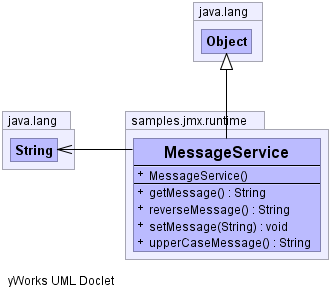 java.lang
Object
java.lang
String
samples.jmx.runtime
MessageService
+ MessageService()
+ getMessage() : String
+ reverseMessage() : String
+ setMessage(String) : void
+ upperCaseMessage() : String
yWorks UML Doclet